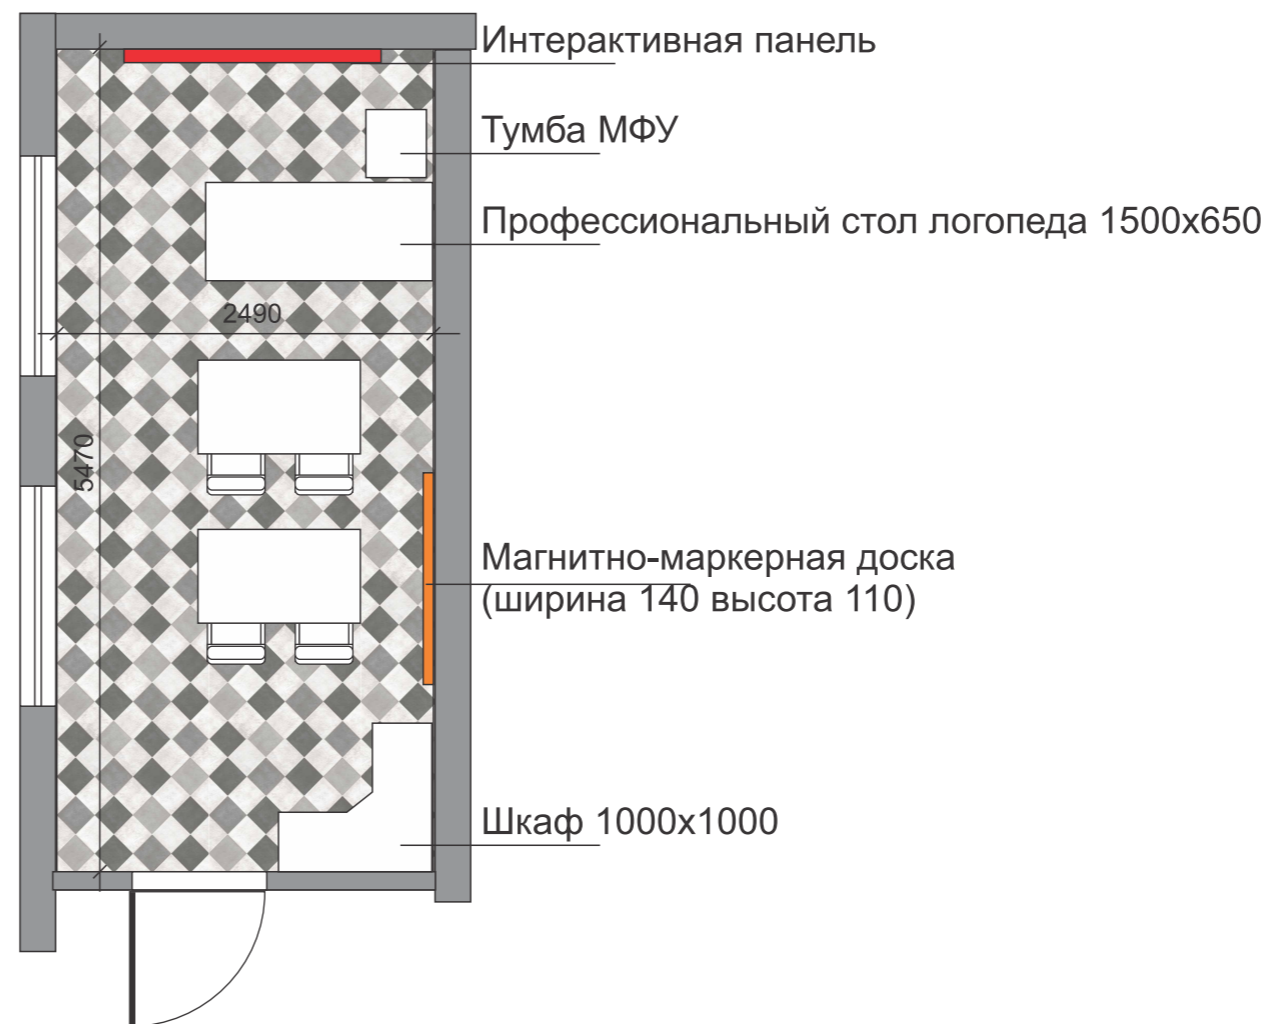 Интерактивная панель
Тумба МФУ
Профессиональный стол логопеда 1500х650
2490
5470
Магнитно-маркерная доска
(ширина 140 высота 110)
Шкаф 1000х1000